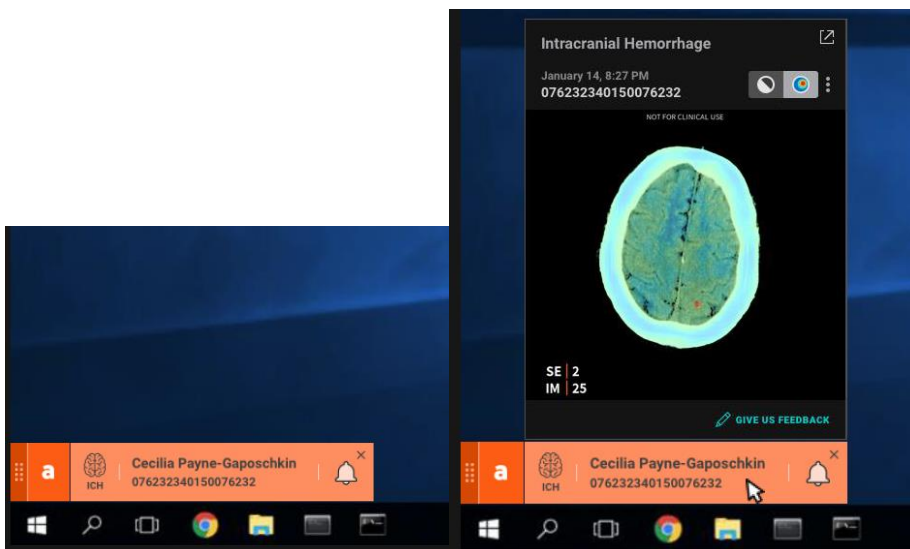 a
ICH
Cecilia Payne-Gaposchkin
076232340150076232
Intracranial Hemorrhage
January 14, 8:27 PM
076232340150076232
NOT FOR CLINICAL USE
SE 2
IM 25
GIVE US FEEDBACK
a
ICH
Cecilia Payne-Gaposchkin
076232340150076232